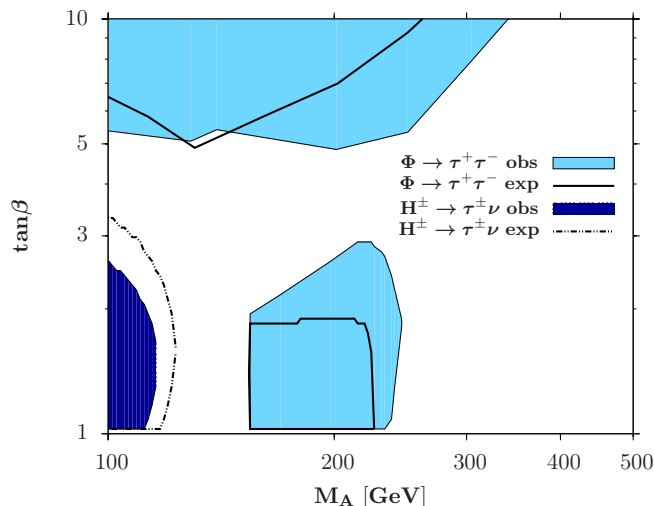 10
5
3
1
tanβ
Φ → τ⁺τ⁻ obs
Φ → τ⁺τ⁻ exp
H± → τ±ν obs
H± → τ±ν exp
100 200 300 400 500
M_A [GeV]